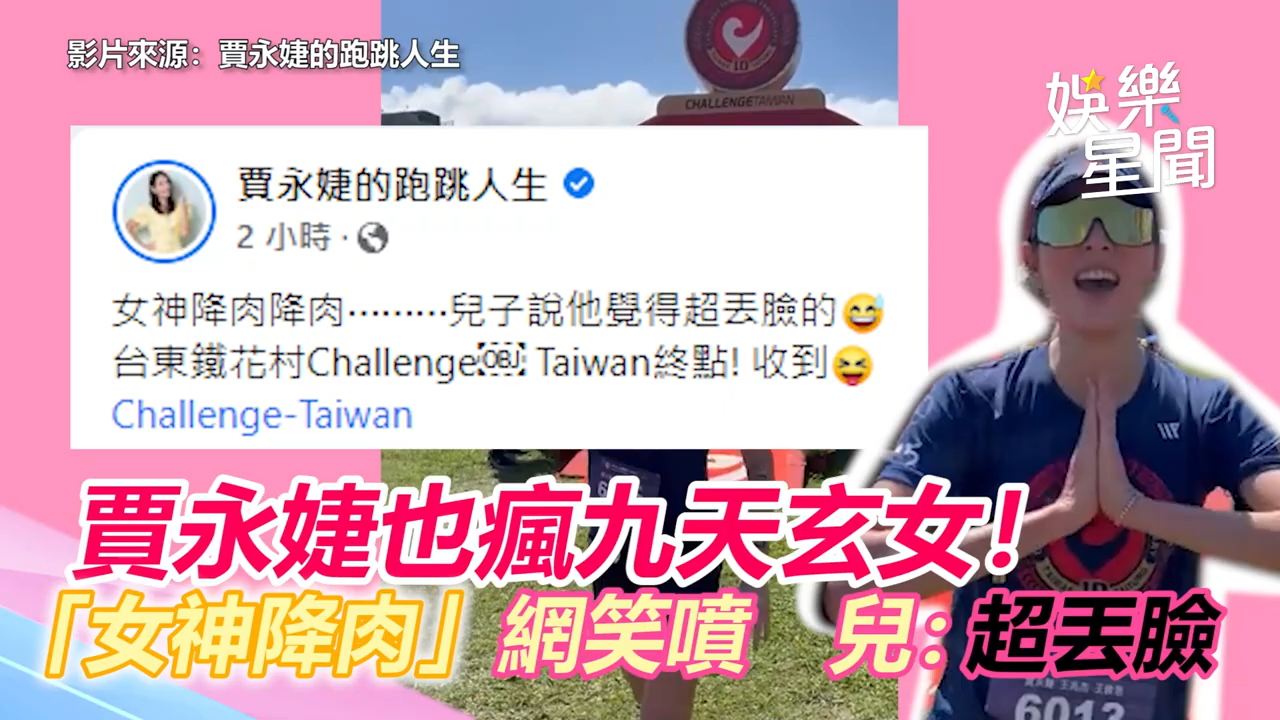 影片來源：賈永婕的跑跳人生
CHALLENGETAIWAN
娛樂
星聞
賈永婕的跑跳人生
2 小時
女神降肉降肉⋯⋯⋯兒子說他覺得超丟臉的😅
台東鐵花村Challenge￼ Taiwan終點! 收到😝
Challenge-Taiwan
賈永婕也瘋九天玄女!
「女神降肉」網笑噴 兒:超丟臉
6013